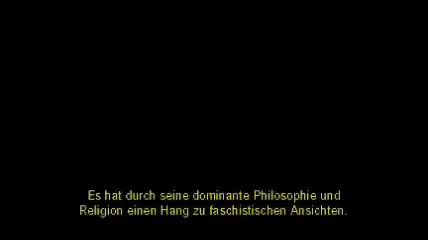 Es hat durch seine dominante Philosophie und
Religion einen Hang zu faschistischen Ansichten.